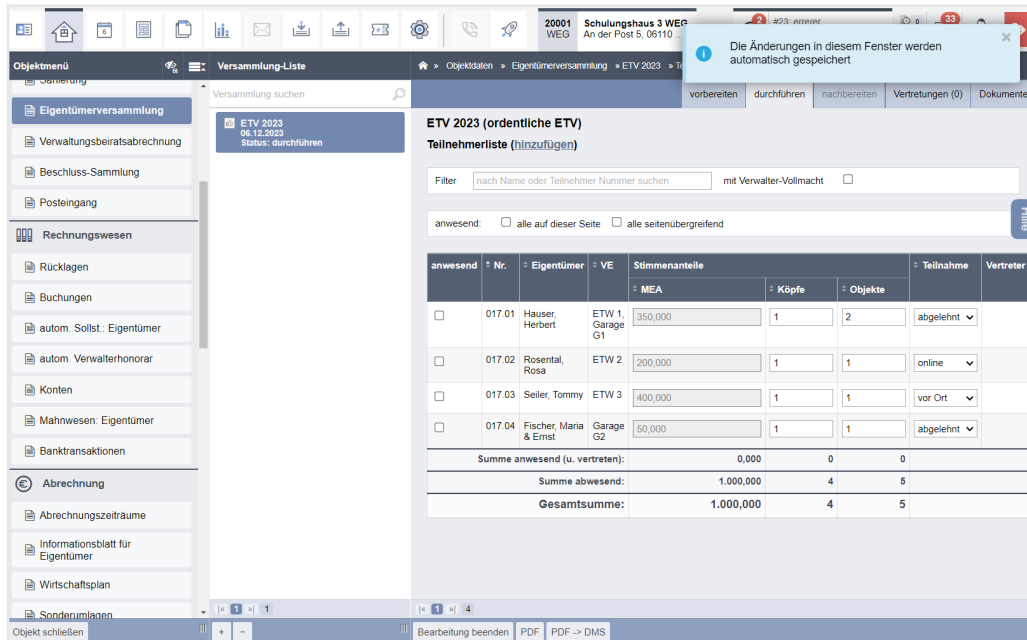 6
20001
WEG
Schulungshaus 3 WEG
An der Post 5, 06110 ...
2
#23 errerer
0
33
Die Änderungen in diesem Fenster werden
automatisch gespeichert
Objektmenü
Versammlung-Liste
» Objektdaten » Eigentümerversammlung » ETV 2023 »
Sanierung
Eigentümerversammlung
Verwaltungsbeiratsabrechnung
Beschluss-Sammlung
Posteingang
Rechnungswesen
Rücklagen
Buchungen
autom. Sollst.: Eigentümer
autom. Verwalterhonorar
Konten
Mahnwesen: Eigentümer
Banktransaktionen
Abrechnung
Abrechnungszeiträume
Informationsblatt für
Eigentümer
Wirtschaftsplan
Sonderumlagen
Objekt schließen
Versammlung suchen
ETV 2023
06.12.2023
Status: durchführen
|« 1 »| 1
+ −
vorbereiten durchführen nachbereiten Vertretungen (0) Dokumente
ETV 2023 (ordentliche ETV)
Teilnehmerliste (hinzufügen)
Filter nach Name oder Teilnehmer Nummer suchen mit Verwalter-Vollmacht
anwesend: alle auf dieser Seite alle seitenübergreifend
Hilfe
anwesend Nr. Eigentümer VE Stimmenanteile Teilnahme Vertreter
MEA Köpfe Objekte
017.01 Hauser, Herbert ETW 1, Garage G1 350,000 1 2 abgelehnt
017.02 Rosental, Rosa ETW 2 200,000 1 1 online
017.03 Seiler, Tommy ETW 3 400,000 1 1 vor Ort
017.04 Fischer, Maria & Ernst Garage G2 50,000 1 1 abgelehnt
Summe anwesend (u. vertreten): 0,000 0 0
Summe abwesend: 1.000,000 4 5
Gesamtsumme: 1.000,000 4 5
|« 1 »| 4
Bearbeitung beenden PDF PDF -> DMS